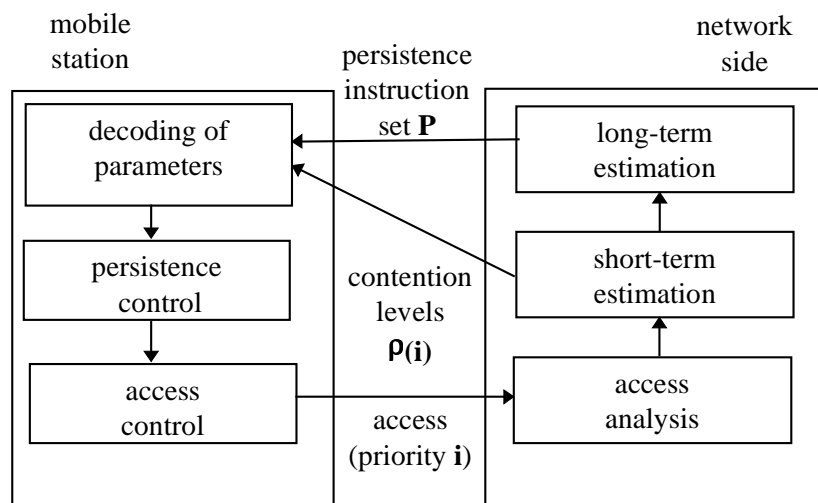 mobile
station
persistence
instruction
set P
network
side
decoding of
parameters
long-term
estimation
persistence
control
contention
levels
ρ(i)
short-term
estimation
access
control
access
(priority i)
access
analysis